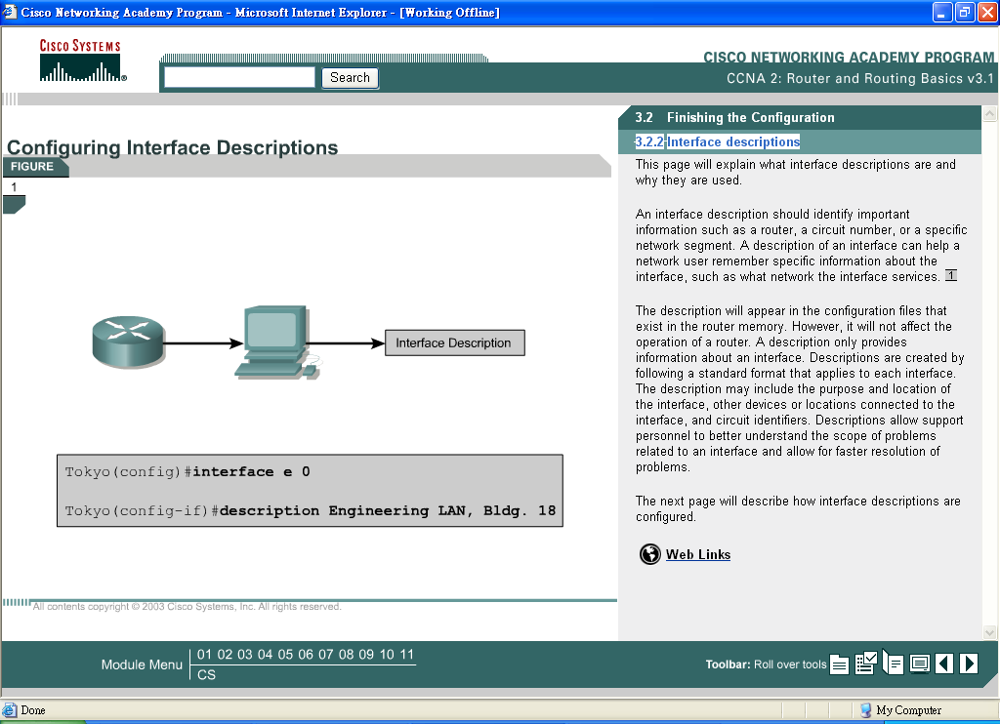 Cisco Networking Academy Program - Microsoft Internet Explorer - [Working Offline]
CISCO SYSTEMS
Search
CISCO NETWORKING ACADEMY PROGRAM
CCNA 2: Router and Routing Basics v3.1
Configuring Interface Descriptions
FIGURE
1
Interface Description
Tokyo(config)#interface e 0
Tokyo(config-if)#description Engineering LAN, Bldg. 18
All contents copyright © 2003 Cisco Systems, Inc. All rights reserved.
3.2 Finishing the Configuration
3.2.2 Interface descriptions
This page will explain what interface descriptions are and
why they are used.
An interface description should identify important
information such as a router, a circuit number, or a specific
network segment. A description of an interface can help a
network user remember specific information about the
interface, such as what network the interface services. 1
The description will appear in the configuration files that
exist in the router memory. However, it will not affect the
operation of a router. A description only provides
information about an interface. Descriptions are created by
following a standard format that applies to each interface.
The description may include the purpose and location of
the interface, other devices or locations connected to the
interface, and circuit identifiers. Descriptions allow support
personnel to better understand the scope of problems
related to an interface and allow for faster resolution of
problems.
The next page will describe how interface descriptions are
configured.
Web Links
Module Menu
01 02 03 04 05 06 07 08 09 10 11
CS
Toolbar: Roll over tools
Done
My Computer